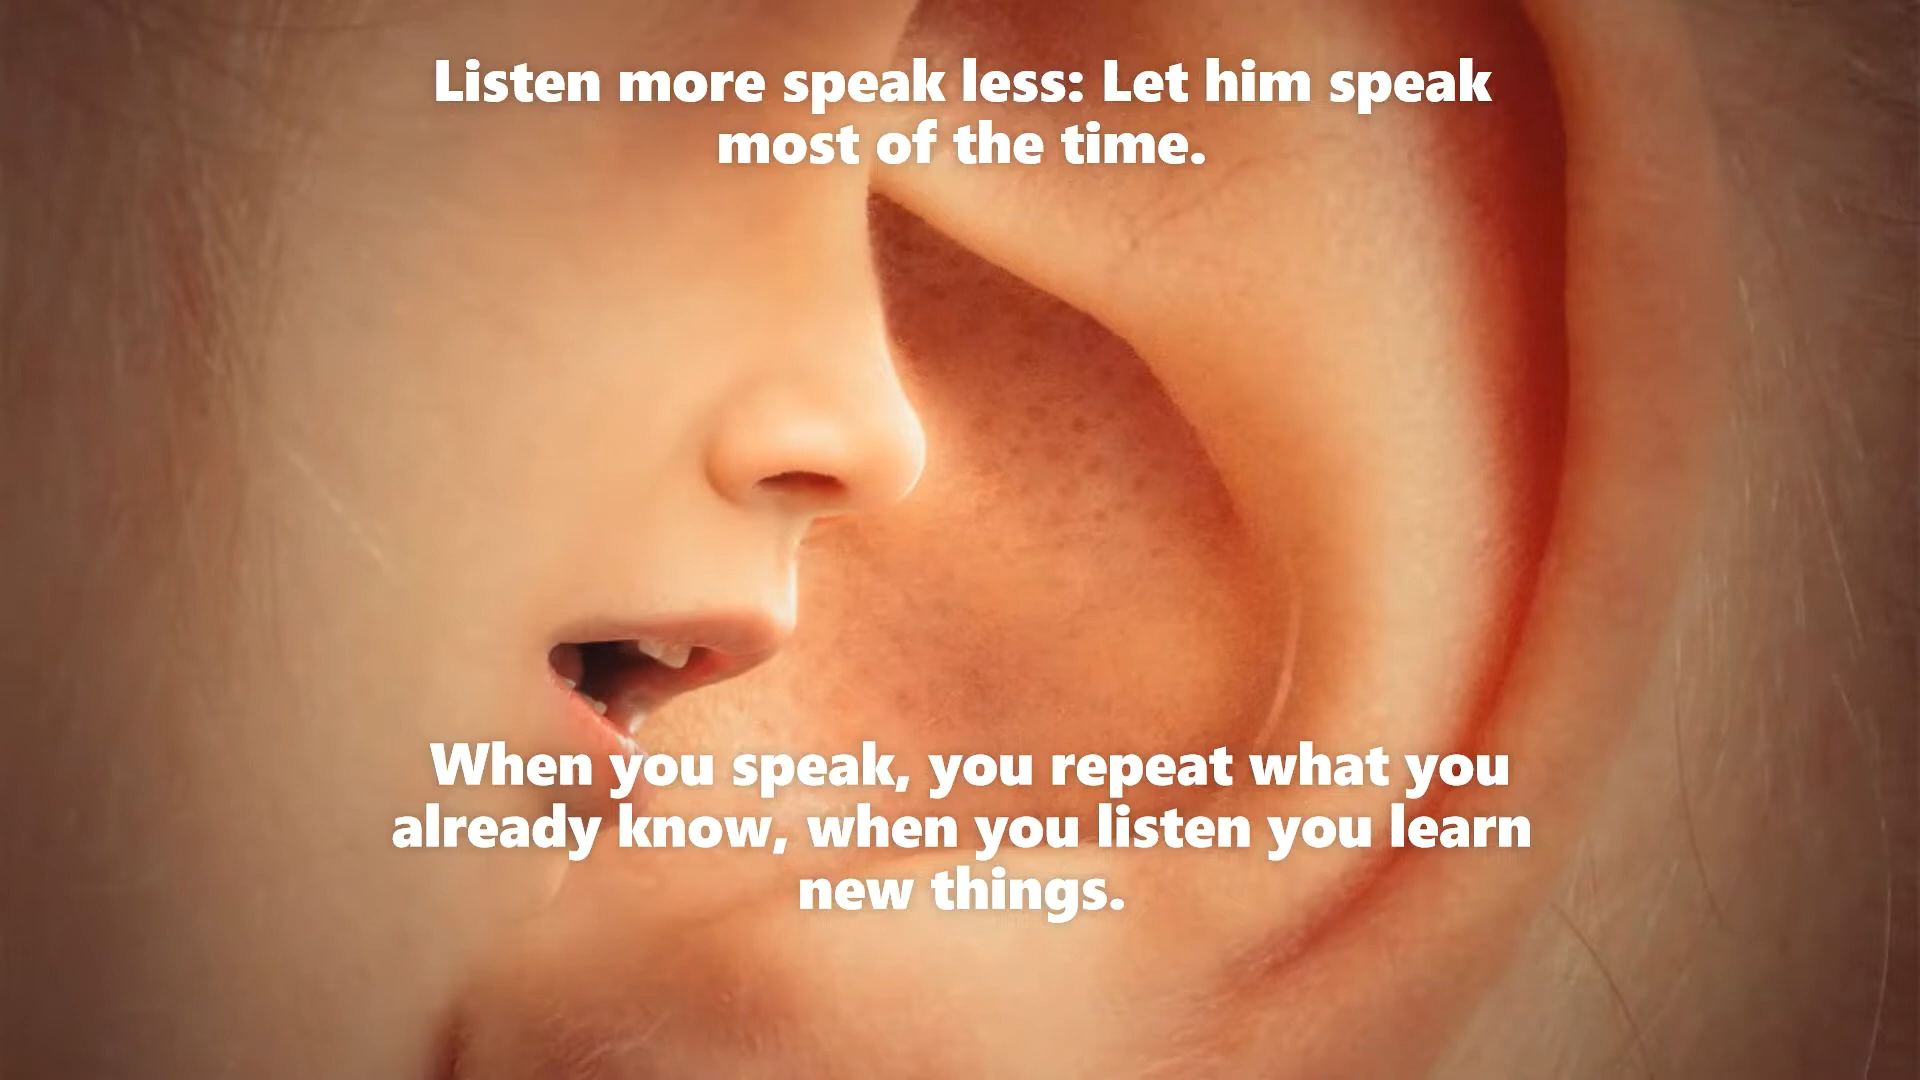 Listen more speak less: Let him speak
most of the time.
When you speak, you repeat what you
already know, when you listen you learn
new things.